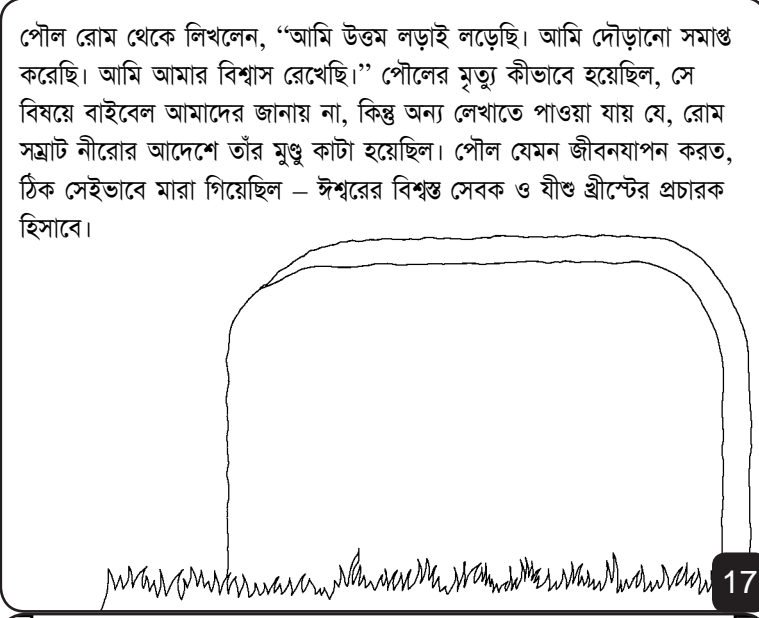 পৌল রোম থেকে লিখলেন, “আমি উত্তম লড়াই লড়েছি। আমি দৌড়ানো সমাপ্ত
করেছি। আমি আমার বিশ্বাস রেখেছি।” পৌলের মৃত্যু কীভাবে হয়েছিল, সে
বিষয়ে বাইবেল আমাদের জানায় না, কিন্তু অন্য লেখাতে পাওয়া যায় যে, রোম
সম্রাট নীরোর আদেশে তাঁর মুণ্ডু কাটা হয়েছিল। পৌল যেমন জীবনযাপন করত,
ঠিক সেইভাবে মারা গিয়েছিল – ঈশ্বরের বিশ্বস্ত সেবক ও যীশু খ্রীস্টের প্রচারক
হিসাবে।
17